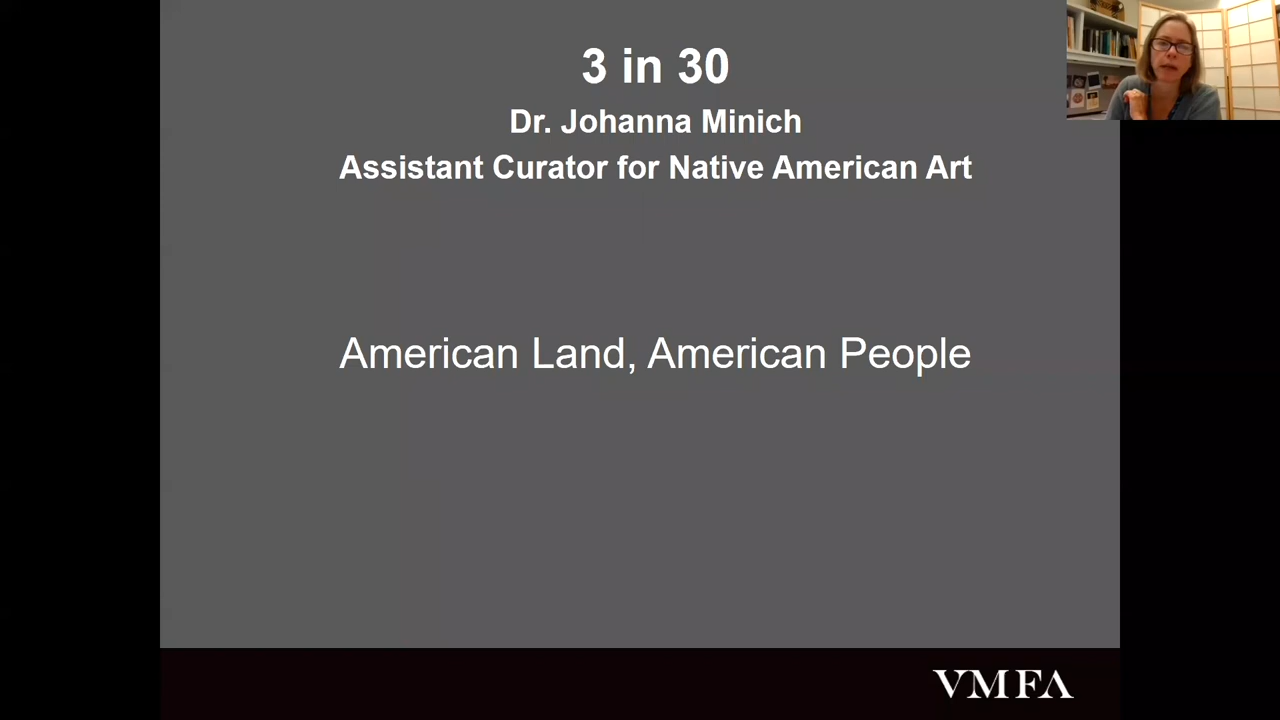 3 in 30
Dr. Johanna Minich
Assistant Curator for Native American Art
American Land, American People
VMFA